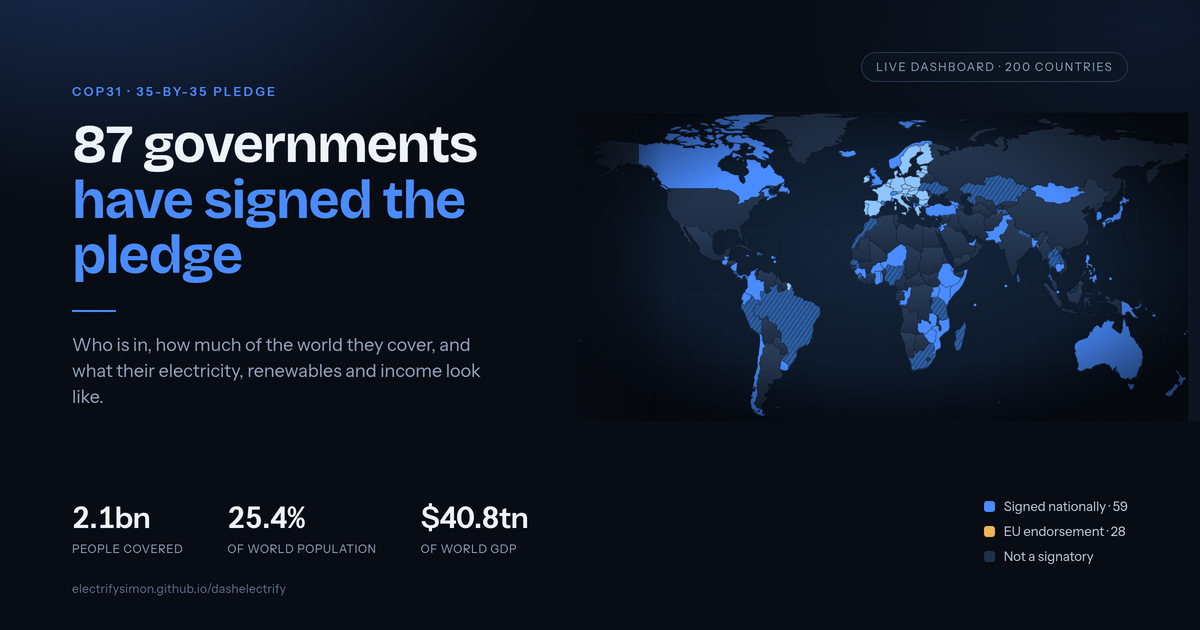 LIVE DASHBOARD · 200 COUNTRIES
COP31 · 35-BY-35 PLEDGE
87 governments
have signed the
pledge
Who is in, how much of the world they cover, and
what their electricity, renewables and income look
like.
2.1bn
PEOPLE COVERED
25.4%
OF WORLD POPULATION
$40.8tn
OF WORLD GDP
Signed nationally · 59
EU endorsement · 28
Not a signatory
electrifysimon.github.io/dashelectrify